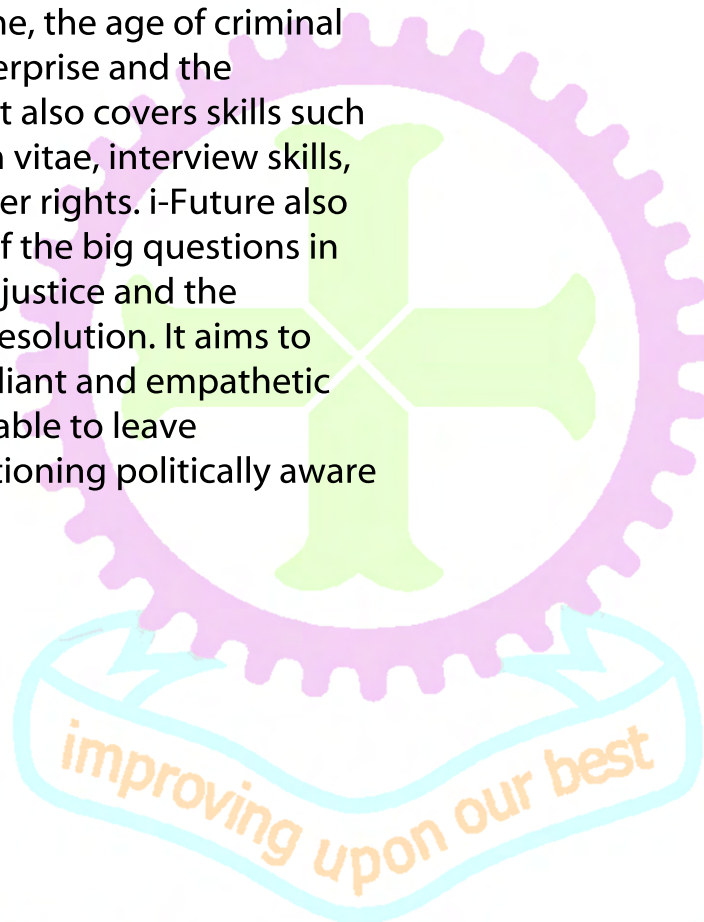 ne, the age of criminal
erprise and the
t also covers skills such
n vitae, interview skills,
er rights. i-Future also
f the big questions in
justice and the
esolution. It aims to
liant and empathetic
able to leave
tioning politically aware
improving upon our best